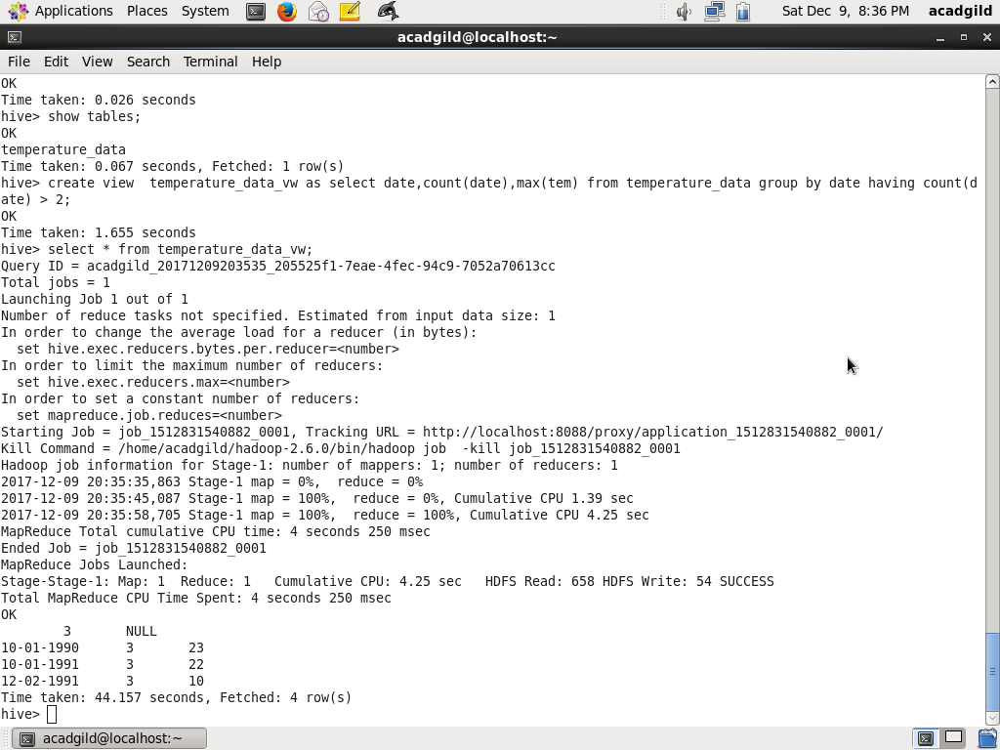 Applications Places System Sat Dec 9, 8:36 PM acadgild
acadgild@localhost:~
File Edit View Search Terminal Help
OK
Time taken: 0.026 seconds
hive> show tables;
OK
temperature_data
Time taken: 0.067 seconds, Fetched: 1 row(s)
hive> create view  temperature_data_vw as select date,count(date),max(tem) from temperature_data group by date having count(d
ate) > 2;
OK
Time taken: 1.655 seconds
hive> select * from temperature_data_vw;
Query ID = acadgild_20171209203535_205525f1-7eae-4fec-94c9-7052a70613cc
Total jobs = 1
Launching Job 1 out of 1
Number of reduce tasks not specified. Estimated from input data size: 1
In order to change the average load for a reducer (in bytes):
  set hive.exec.reducers.bytes.per.reducer=<number>
In order to limit the maximum number of reducers:
  set hive.exec.reducers.max=<number>
In order to set a constant number of reducers:
  set mapreduce.job.reduces=<number>
Starting Job = job_1512831540882_0001, Tracking URL = http://localhost:8088/proxy/application_1512831540882_0001/
Kill Command = /home/acadgild/hadoop-2.6.0/bin/hadoop job  -kill job_1512831540882_0001
Hadoop job information for Stage-1: number of mappers: 1; number of reducers: 1
2017-12-09 20:35:35,863 Stage-1 map = 0%,  reduce = 0%
2017-12-09 20:35:45,087 Stage-1 map = 100%,  reduce = 0%, Cumulative CPU 1.39 sec
2017-12-09 20:35:58,705 Stage-1 map = 100%,  reduce = 100%, Cumulative CPU 4.25 sec
MapReduce Total cumulative CPU time: 4 seconds 250 msec
Ended Job = job_1512831540882_0001
MapReduce Jobs Launched:
Stage-Stage-1: Map: 1  Reduce: 1   Cumulative CPU: 4.25 sec   HDFS Read: 658 HDFS Write: 54 SUCCESS
Total MapReduce CPU Time Spent: 4 seconds 250 msec
OK
        3       NULL
10-01-1990      3       23
10-01-1991      3       22
12-02-1991      3       10
Time taken: 44.157 seconds, Fetched: 4 row(s)
hive>
acadgild@localhost:~